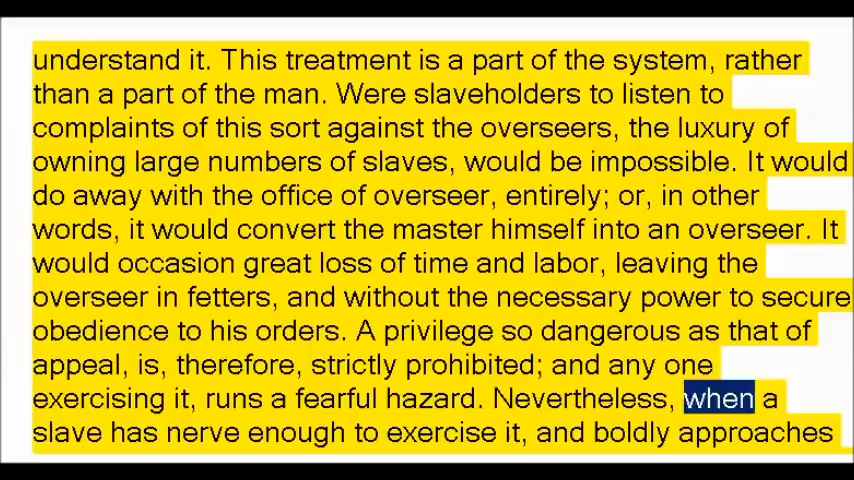 understand it. This treatment is a part of the system, rather
than a part of the man. Were slaveholders to listen to
complaints of this sort against the overseers, the luxury of
owning large numbers of slaves, would be impossible. It would
do away with the office of overseer, entirely; or, in other
words, it would convert the master himself into an overseer. It
would occasion great loss of time and labor, leaving the
overseer in fetters, and without the necessary power to secure
obedience to his orders. A privilege so dangerous as that of
appeal, is, therefore, strictly prohibited; and any one
exercising it, runs a fearful hazard. Nevertheless, when a
slave has nerve enough to exercise it, and boldly approaches